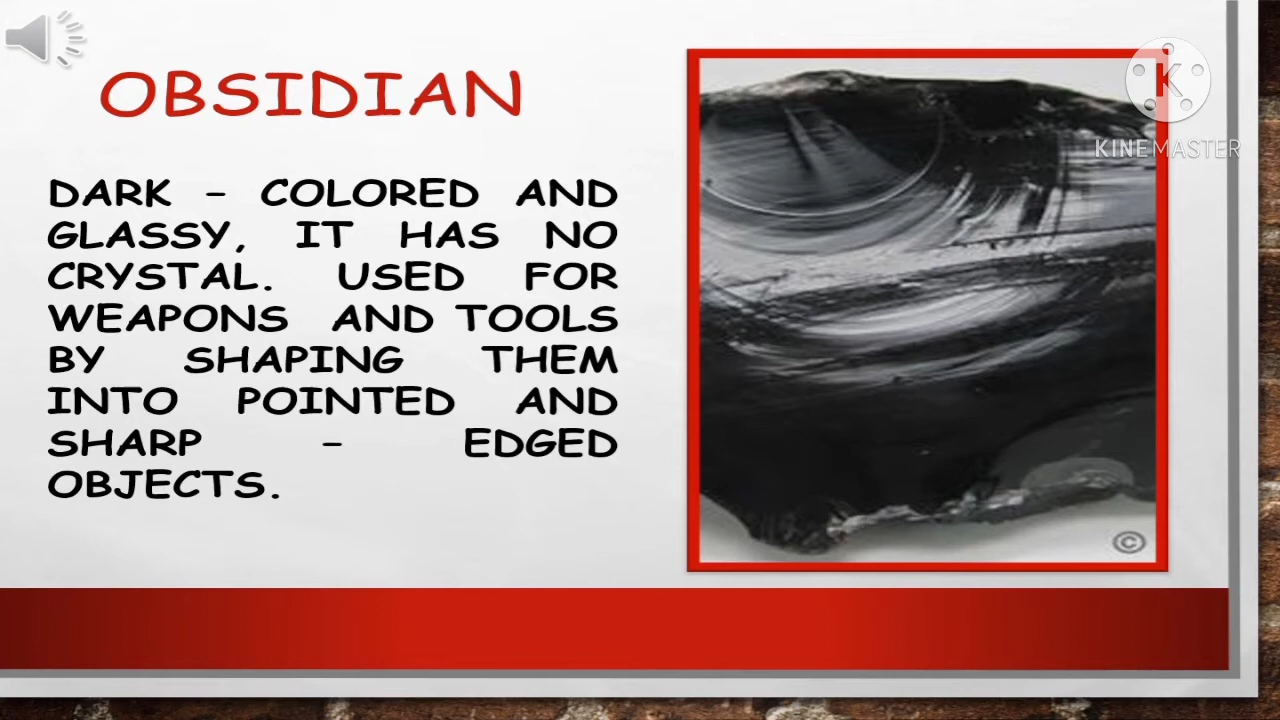 OBSIDIAN
DARK – COLORED AND
GLASSY, IT HAS NO
CRYSTAL. USED FOR
WEAPONS AND TOOLS
BY SHAPING THEM
INTO POINTED AND
SHARP – EDGED
OBJECTS.
K
KINEMASTER
©